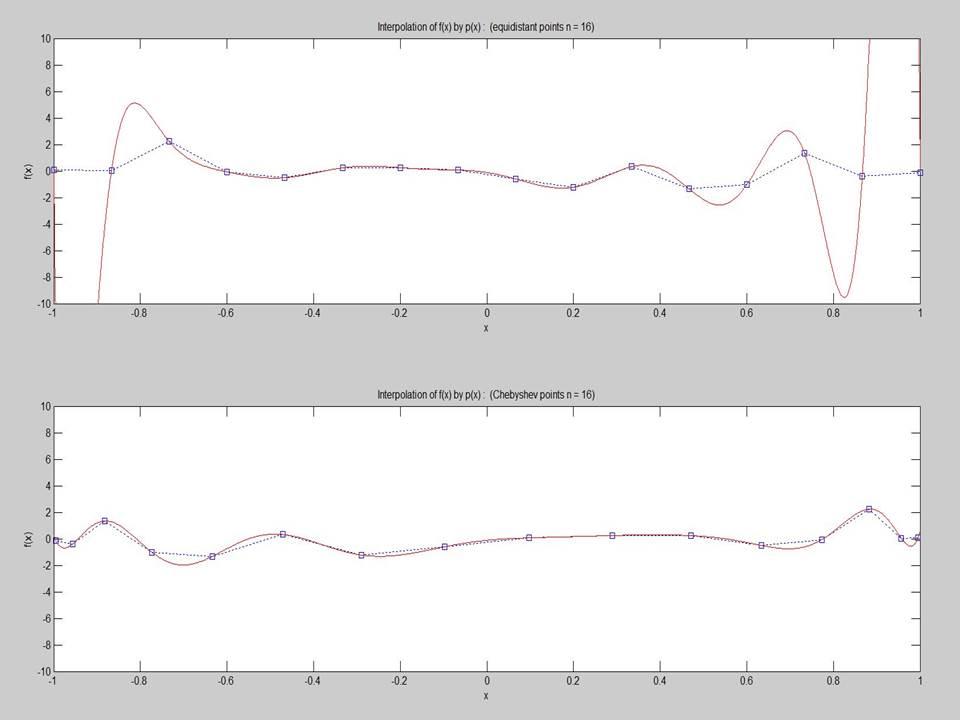 Interpolation of f(x) by p(x) : (equidistant points n = 16)
10
8
6
4
2
0
-2
-4
-6
-8
-10
f(x)
-1 -0.8 -0.6 -0.4 -0.2 0 0.2 0.4 0.6 0.8 1
x
Interpolation of f(x) by p(x) : (Chebyshev points n = 16)
10
8
6
4
2
0
-2
-4
-6
-8
-10
f(x)
-1 -0.8 -0.6 -0.4 -0.2 0 0.2 0.4 0.6 0.8 1
x